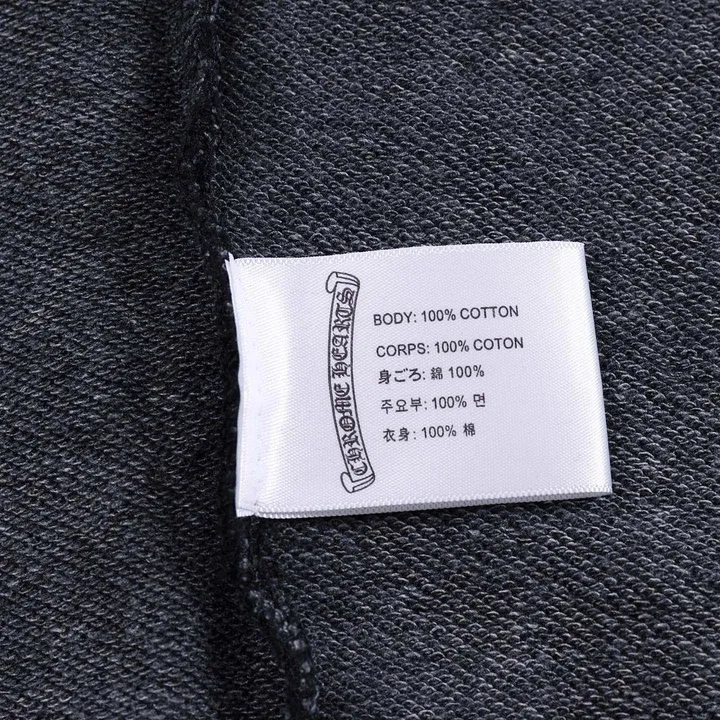 CHROME HEARTS
BODY: 100% COTTON
CORPS: 100% COTON
身ごろ: 綿 100%
주요부: 100% 면
衣身: 100% 棉